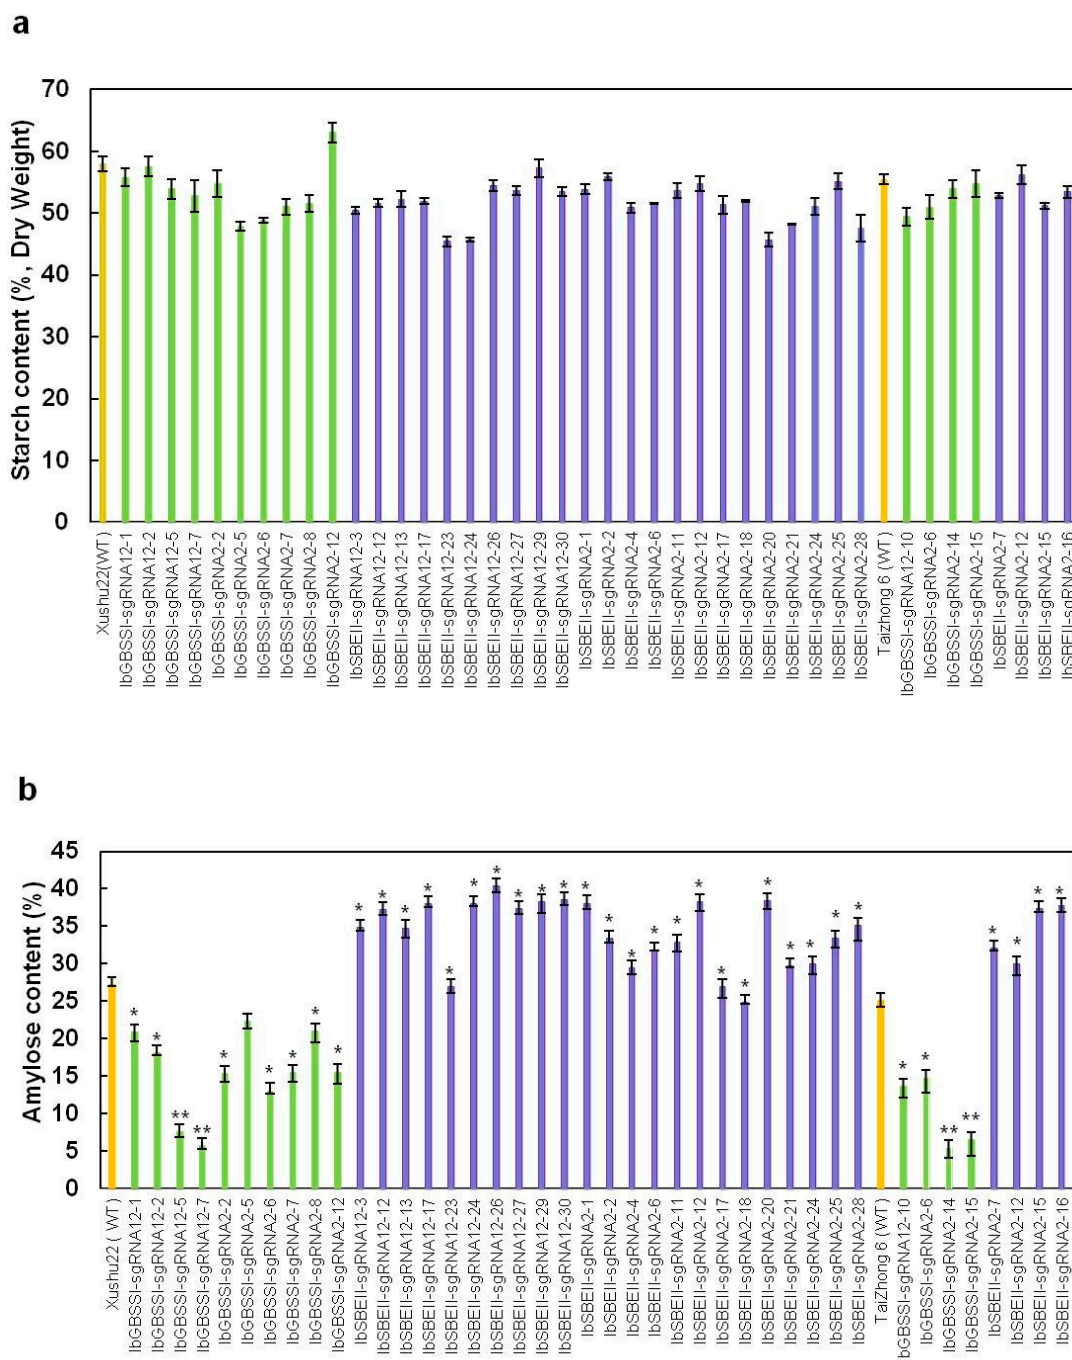 a
Starch content (%, Dry Weight)
70
60
50
40
30
20
10
0
Xushu22(WT)
IbGBSSI-sgRNA12-1
IbGBSSI-sgRNA12-2
IbGBSSI-sgRNA12-5
IbGBSSI-sgRNA12-7
IbGBSSI-sgRNA2-2
IbGBSSI-sgRNA2-5
IbGBSSI-sgRNA2-6
IbGBSSI-sgRNA2-7
IbGBSSI-sgRNA2-8
IbGBSSI-sgRNA2-12
IbSBEII-sgRNA12-3
IbSBEII-sgRNA12-12
IbSBEII-sgRNA12-13
IbSBEII-sgRNA12-17
IbSBEII-sgRNA12-23
IbSBEII-sgRNA12-24
IbSBEII-sgRNA12-26
IbSBEII-sgRNA12-27
IbSBEII-sgRNA12-29
IbSBEII-sgRNA12-30
IbSBEII-sgRNA2-1
IbSBEII-sgRNA2-2
IbSBEII-sgRNA2-4
IbSBEII-sgRNA2-6
IbSBEII-sgRNA2-11
IbSBEII-sgRNA2-12
IbSBEII-sgRNA2-17
IbSBEII-sgRNA2-18
IbSBEII-sgRNA2-20
IbSBEII-sgRNA2-21
IbSBEII-sgRNA2-24
IbSBEII-sgRNA2-25
IbSBEII-sgRNA2-28
Taizhong 6 (WT)
IbGBSSI-sgRNA12-10
IbGBSSI-sgRNA2-6
IbGBSSI-sgRNA2-14
IbGBSSI-sgRNA2-15
IbSBEII-sgRNA2-7
IbSBEII-sgRNA2-12
IbSBEII-sgRNA2-15
IbSBEII-sgRNA2-16
b
Amylose content (%)
45
40
35
30
25
20
15
10
5
0
* * ** ** * * * * * * * * * * * * * * * * * * * * * * * * * * * * * * ** ** * * * *
Xushu22 ( WT)
IbGBSSI-sgRNA12-1
IbGBSSI-sgRNA12-2
IbGBSSI-sgRNA12-5
IbGBSSI-sgRNA12-7
IbGBSSI-sgRNA2-2
IbGBSSI-sgRNA2-5
IbGBSSI-sgRNA2-6
IbGBSSI-sgRNA2-7
IbGBSSI-sgRNA2-8
IbGBSSI-sgRNA2-12
IbSBEII-sgRNA12-3
IbSBEII-sgRNA12-12
IbSBEII-sgRNA12-13
IbSBEII-sgRNA12-17
IbSBEII-sgRNA12-23
IbSBEII-sgRNA12-24
IbSBEII-sgRNA12-26
IbSBEII-sgRNA12-27
IbSBEII-sgRNA12-29
IbSBEII-sgRNA12-30
IbSBEII-sgRNA2-1
IbSBEII-sgRNA2-2
IbSBEII-sgRNA2-4
IbSBEII-sgRNA2-6
IbSBEII-sgRNA2-11
IbSBEII-sgRNA2-12
IbSBEII-sgRNA2-17
IbSBEII-sgRNA2-18
IbSBEII-sgRNA2-20
IbSBEII-sgRNA2-21
IbSBEII-sgRNA2-24
IbSBEII-sgRNA2-25
IbSBEII-sgRNA2-28
TaiZhong 6 (WT)
bGBSSI-sgRNA12-10
IbGBSSI-sgRNA2-6
IbGBSSI-sgRNA2-14
IbGBSSI-sgRNA2-15
IbSBEII-sgRNA2-7
IbSBEII-sgRNA2-12
IbSBEII-sgRNA2-15
IbSBEII-sgRNA2-16